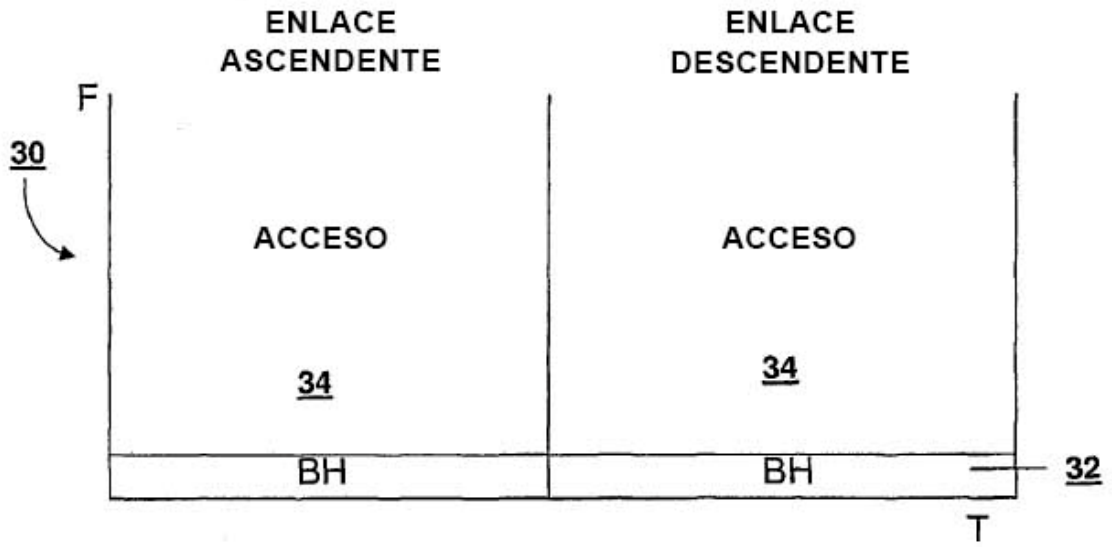 ENLACE
ASCENDENTE
ENLACE
DESCENDENTE
F
30
ACCESO
ACCESO
34
34
BH
BH
32
T